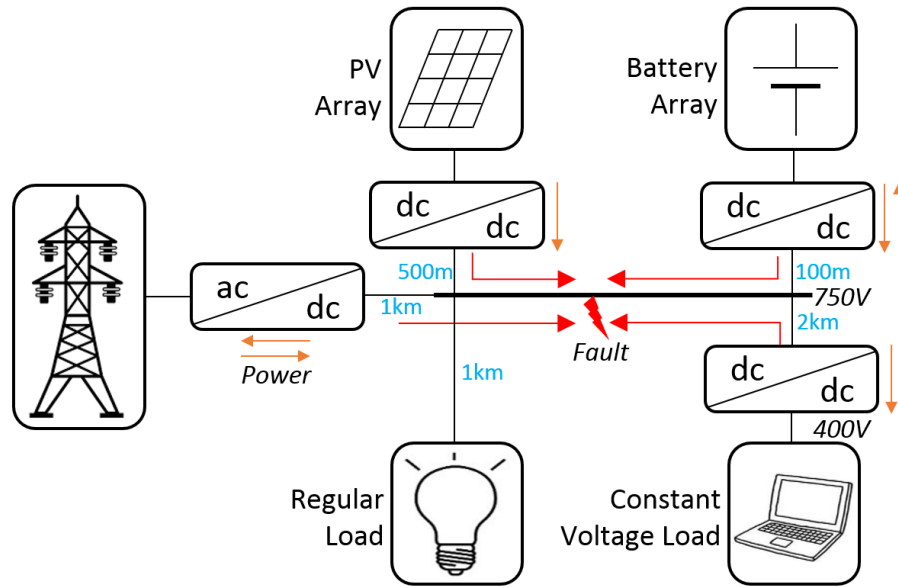 PV
Array
Battery
Array
dc
dc
dc
dc
500m
100m
ac
dc
1km
750V
Power
Fault
2km
1km
dc
dc
400V
Regular
Load
Constant
Voltage Load